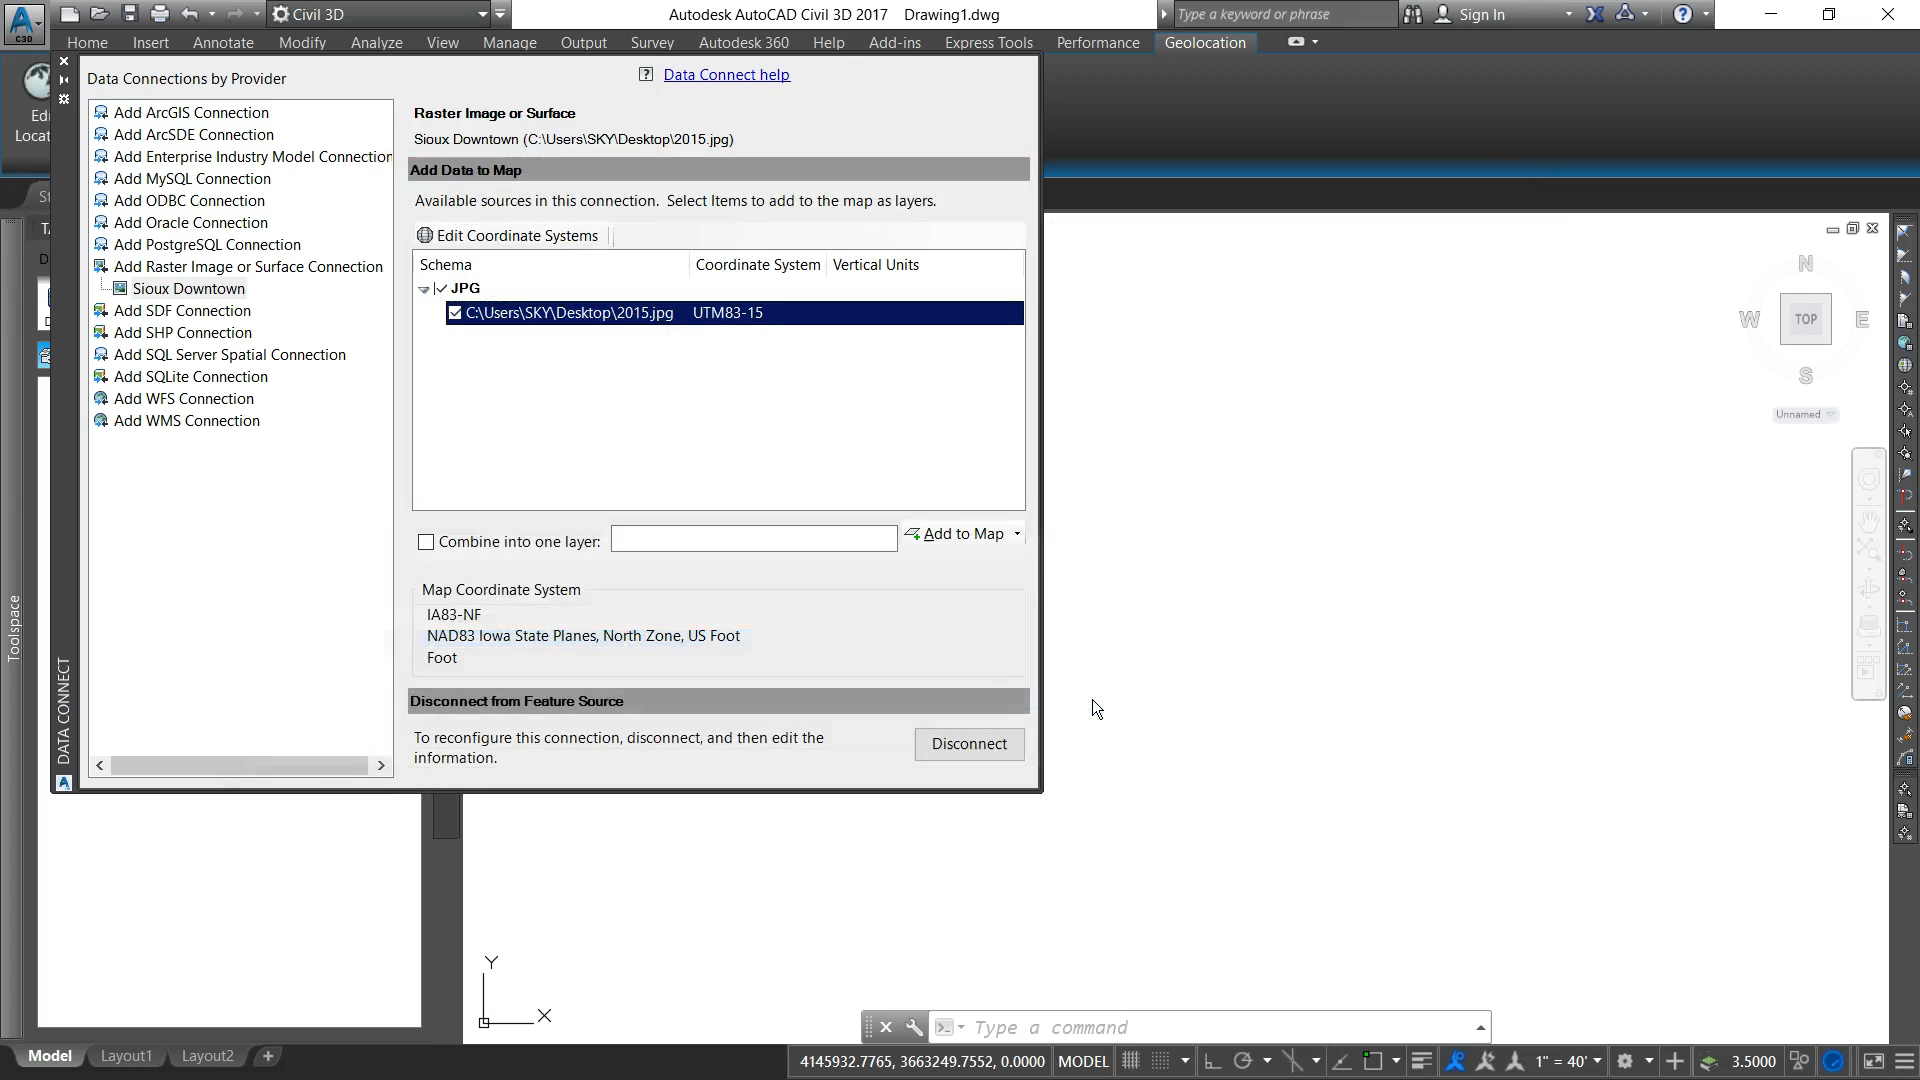 Civil 3D
Autodesk AutoCAD Civil 3D 2017 Drawing1.dwg
Type a keyword or phrase
Sign In
C3D
Home Insert Annotate Modify Analyze View Manage Output Survey Autodesk 360 Help Add-ins Express Tools Performance Geolocation
Data Connections by Provider
Add ArcGIS Connection
Add ArcSDE Connection
Add Enterprise Industry Model Connection
Add MySQL Connection
Add ODBC Connection
Add Oracle Connection
Add PostgreSQL Connection
Add Raster Image or Surface Connection
Sioux Downtown
Add SDF Connection
Add SHP Connection
Add SQL Server Spatial Connection
Add SQLite Connection
Add WFS Connection
Add WMS Connection
Data Connect help
Raster Image or Surface
Sioux Downtown (C:\Users\SKY\Desktop\2015.jpg)
Add Data to Map
Available sources in this connection. Select Items to add to the map as layers.
Edit Coordinate Systems
Schema Coordinate System Vertical Units
JPG
C:\Users\SKY\Desktop\2015.jpg UTM83-15
Combine into one layer:
Add to Map
Map Coordinate System
IA83-NF
NAD83 Iowa State Planes, North Zone, US Foot
Foot
Disconnect from Feature Source
To reconfigure this connection, disconnect, and then edit the
information.
Disconnect
DATA CONNECT
Toolspace
N
W TOP E
S
Unnamed
Y
X
Type a command
Model Layout1 Layout2
4145932.7765, 3663249.7552, 0.0000 MODEL 1" = 40' 3.5000